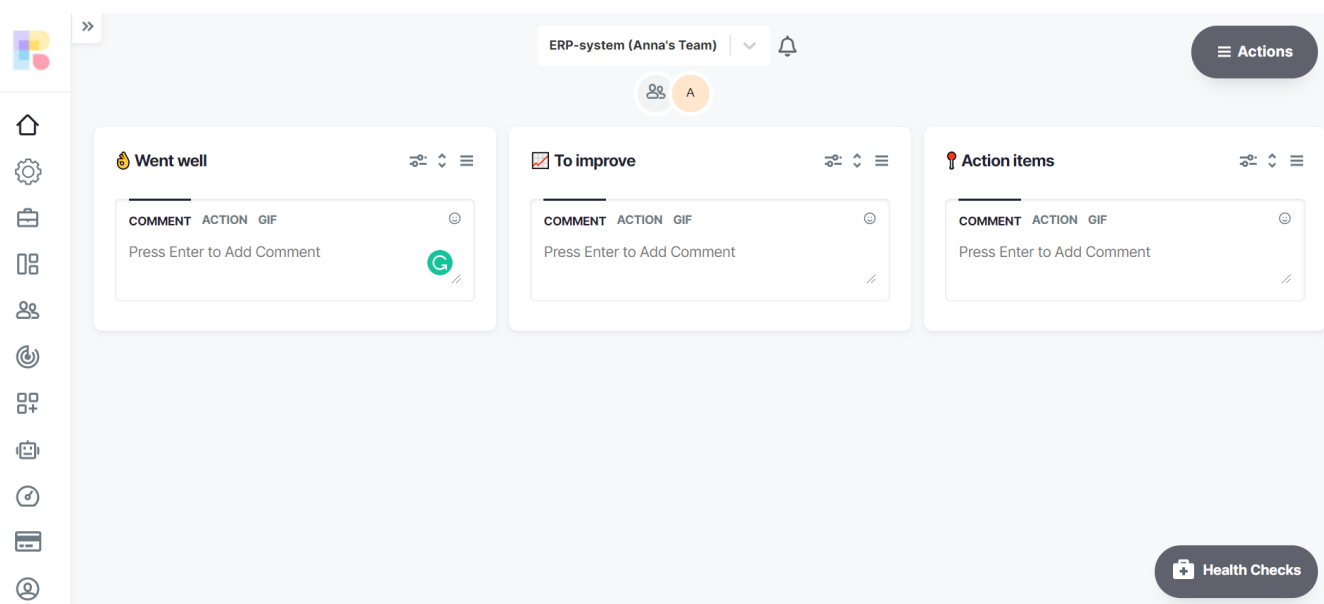 ERP-system (Anna's Team)
Actions
A
Went well
To improve
Action items
COMMENT ACTION GIF
Press Enter to Add Comment
COMMENT ACTION GIF
Press Enter to Add Comment
COMMENT ACTION GIF
Press Enter to Add Comment
Health Checks